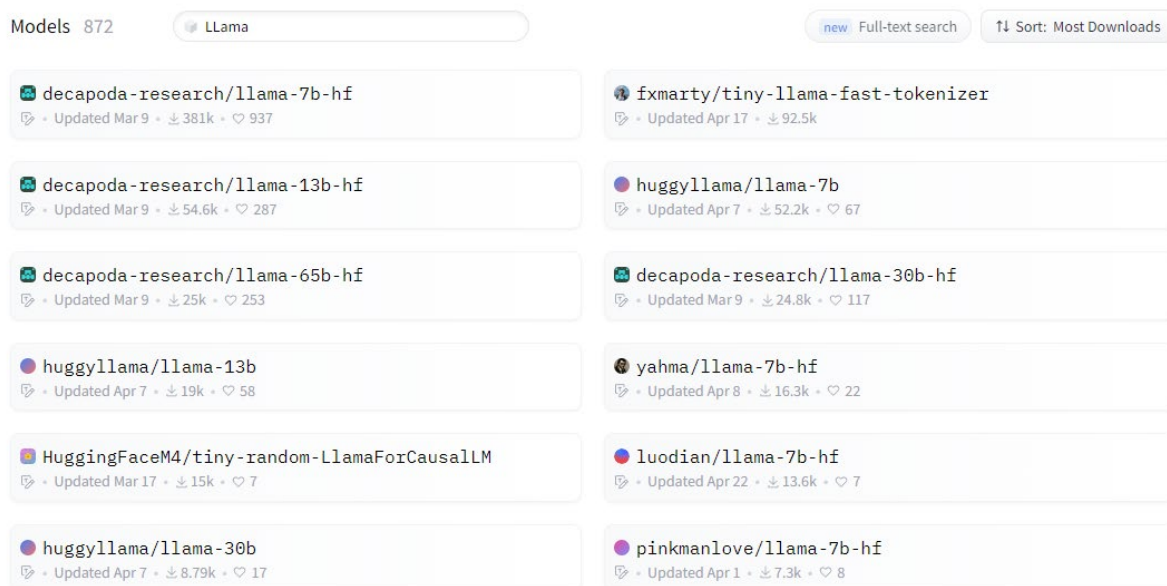 Models 872 LLama new Full-text search Sort: Most Downloads
decapoda-research/llama-7b-hf
Updated Mar 9 • 381k • 937
fxmarty/tiny-llama-fast-tokenizer
Updated Apr 17 • 92.5k
decapoda-research/llama-13b-hf
Updated Mar 9 • 54.6k • 287
huggyllama/llama-7b
Updated Apr 7 • 52.2k • 67
decapoda-research/llama-65b-hf
Updated Mar 9 • 25k • 253
decapoda-research/llama-30b-hf
Updated Mar 9 • 24.8k • 117
huggyllama/llama-13b
Updated Apr 7 • 19k • 58
yahma/llama-7b-hf
Updated Apr 8 • 16.3k • 22
HuggingFaceM4/tiny-random-LlamaForCausalLM
Updated Mar 17 • 15k • 7
luodian/llama-7b-hf
Updated Apr 22 • 13.6k • 7
huggyllama/llama-30b
Updated Apr 7 • 8.79k • 17
pinkmanlove/llama-7b-hf
Updated Apr 1 • 7.3k • 8